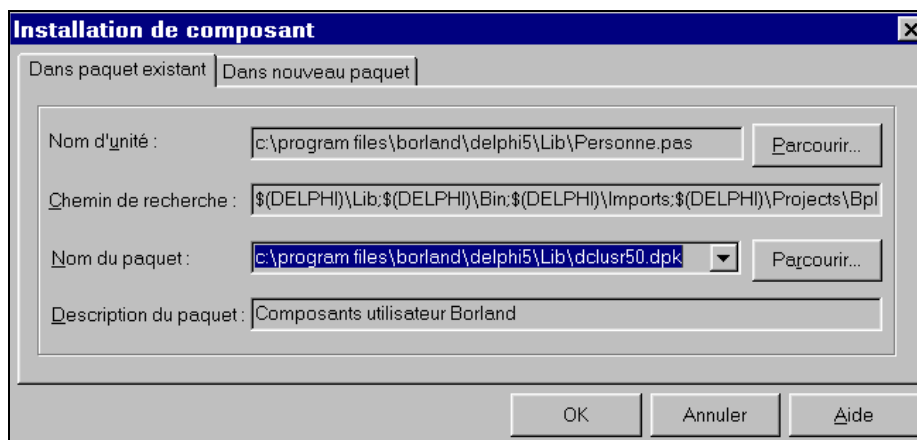 Installation de composant
Dans paquet existant Dans nouveau paquet
Nom d'unité : c:\program files\borland\delphi5\Lib\Personne.pas Parcourir...
Chemin de recherche : $(DELPHI)\Lib;$(DELPHI)\Bin;$(DELPHI)\Imports;$(DELPHI)\Projects\Bpl
Nom du paquet : c:\program files\borland\delphi5\Lib\dclusr50.dpk Parcourir...
Description du paquet : Composants utilisateur Borland
OK Annuler Aide